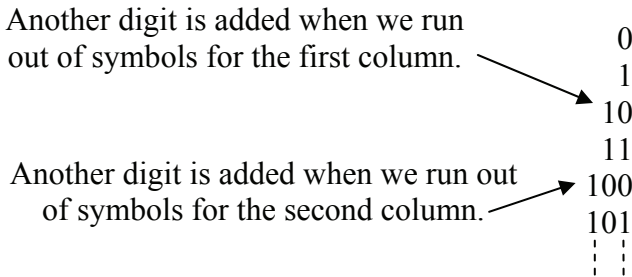 Another digit is added when we run
out of symbols for the first column.
0
1
10
11
Another digit is added when we run out
of symbols for the second column.
100
101